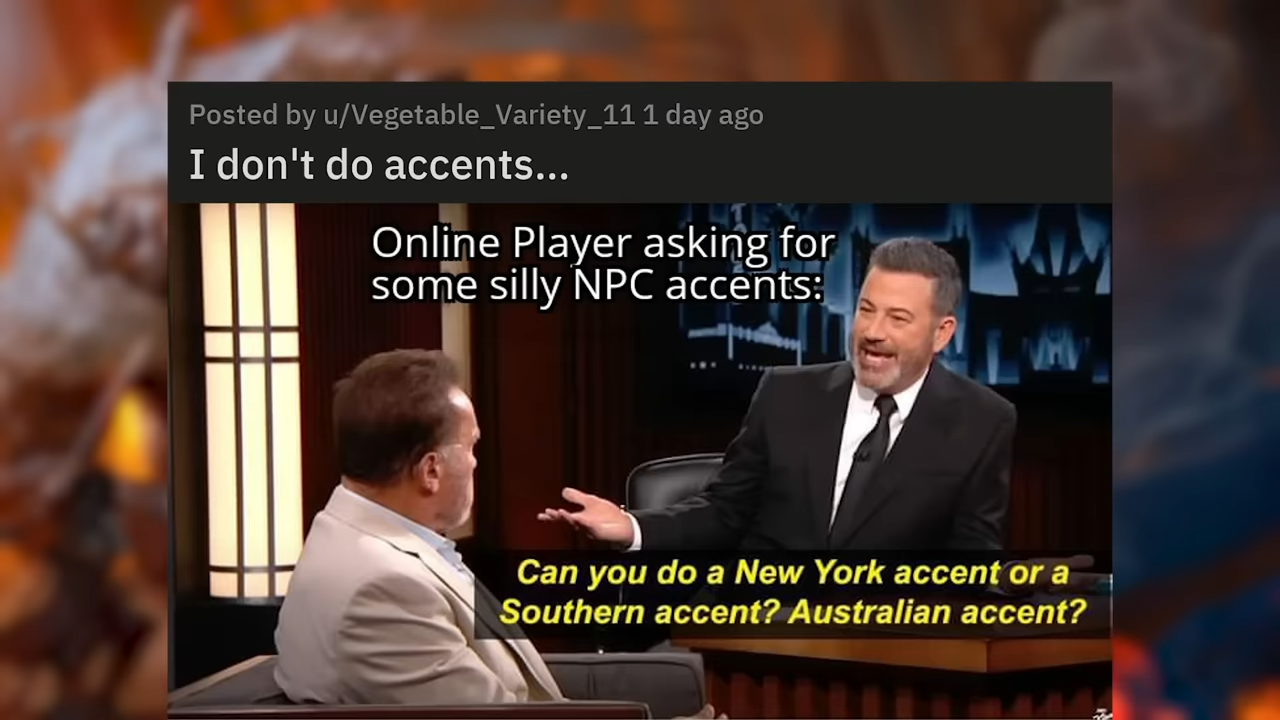 Posted by u/Vegetable_Variety_11 1 day ago
I don't do accents...
Online Player asking for
some silly NPC accents:
Can you do a New York accent or a
Southern accent? Australian accent?